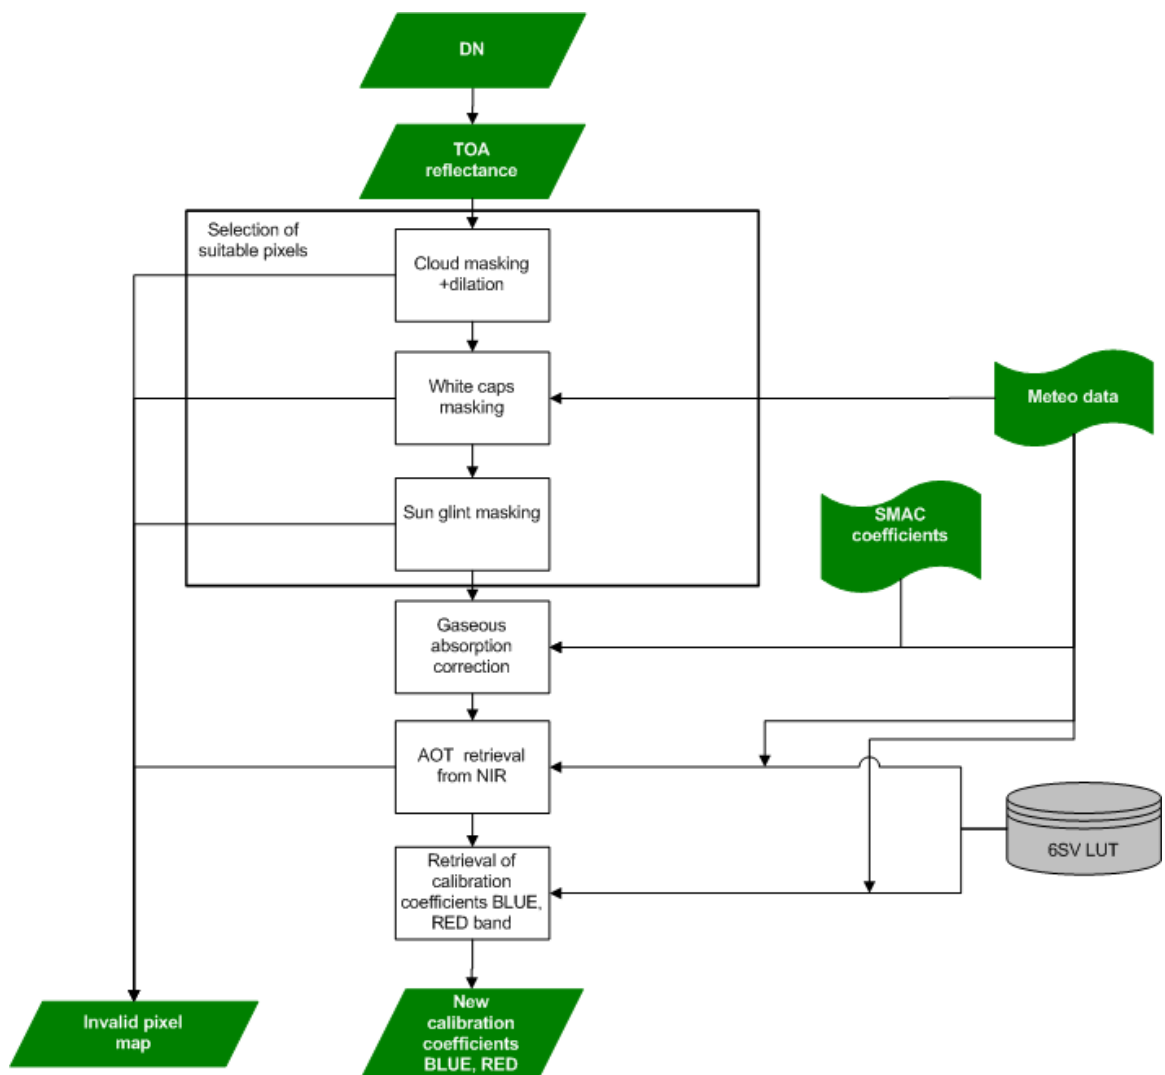 DN
TOA
reflectance
Selection of
suitable pixels
Cloud masking
+dilation
White caps
masking
Meteo data
Sun glint masking
SMAC
coefficients
Gaseous
absorption
correction
AOT  retrieval
from NIR
6SV LUT
Retrieval of
calibration
coefficients BLUE,
RED band
Invalid pixel
map
New
calibration
coefficients
BLUE, RED